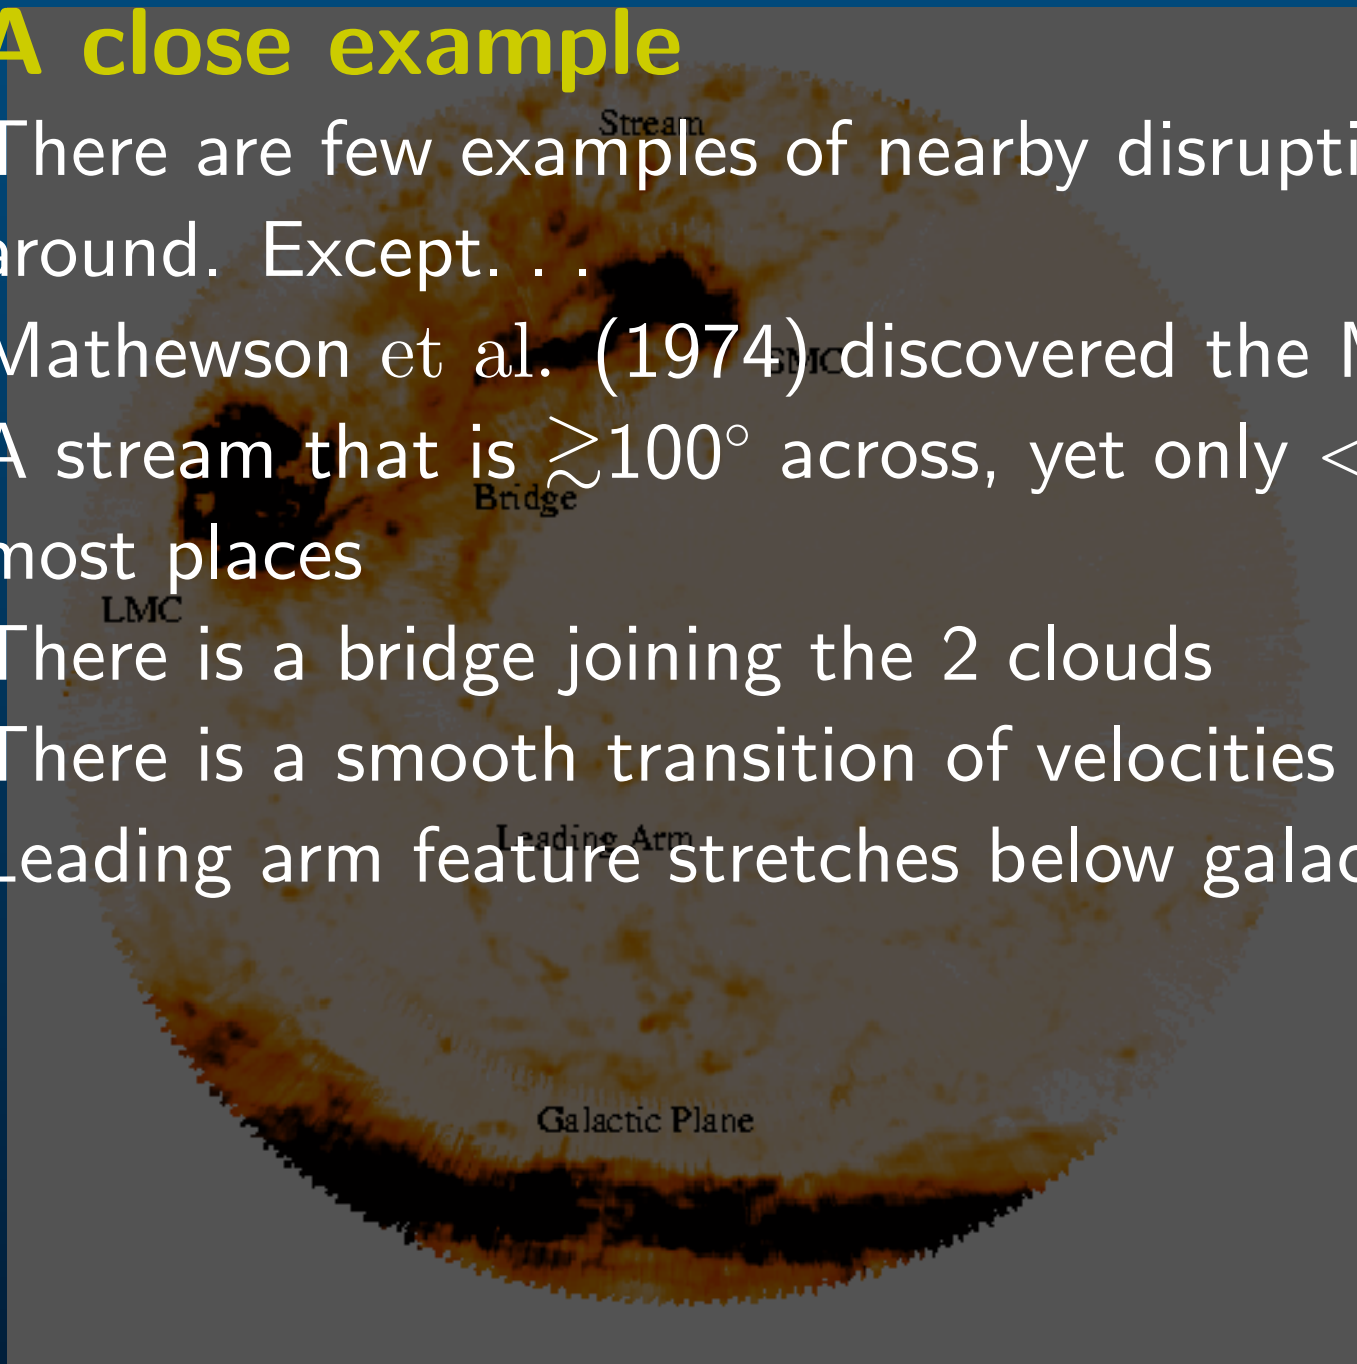 A close example
Stream
There are few examples of nearby
around. Except. . .
Mathewson et al. (1974) discovered the
SMC
A stream that is ≳100° across, yet only <
Bridge
most places
LMC
There is a bridge joining the 2 clouds
There is a smooth transition of velocities
Leading Arm
Leading arm feature stretches below
Galactic Plane